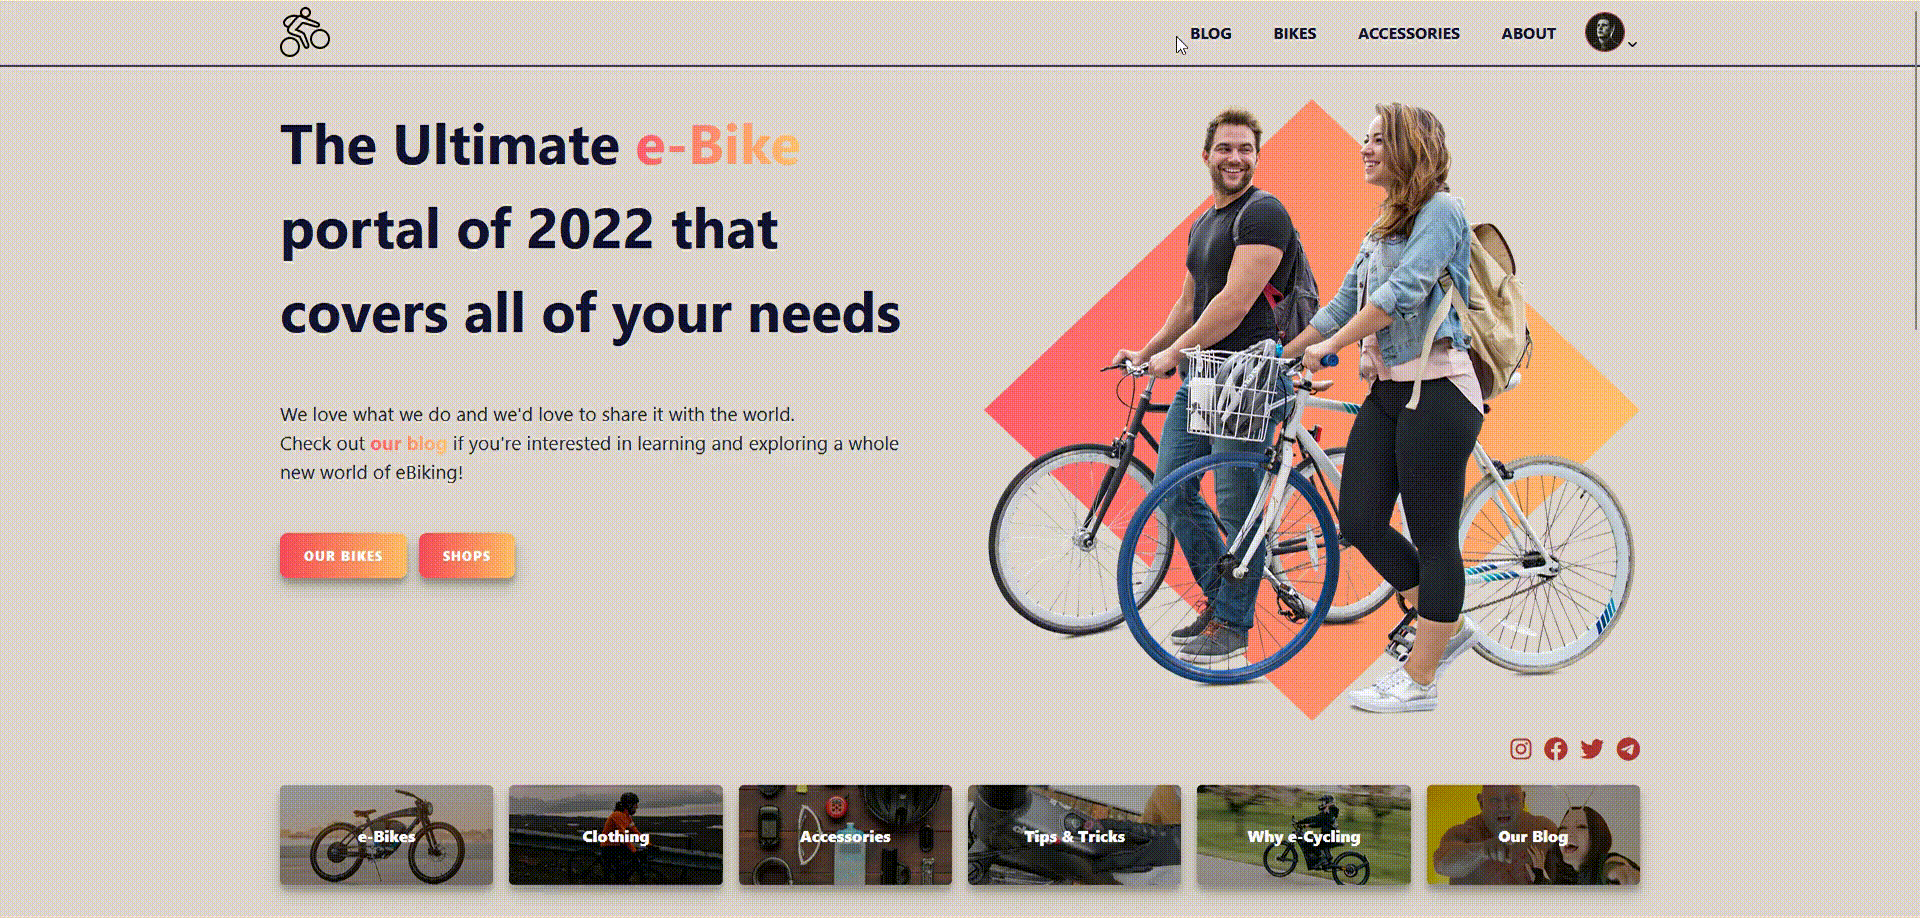 BLOG BIKES ACCESSORIES ABOUT
The Ultimate e-Bike
portal of 2022 that
covers all of your needs
We love what we do and we'd love to share it with the world.
Check out our blog if you're interested in learning and exploring a whole
new world of eBiking!
OUR BIKES SHOPS
e-Bikes Clothing Accessories Tips & Tricks Why e-Cycling Our Blog